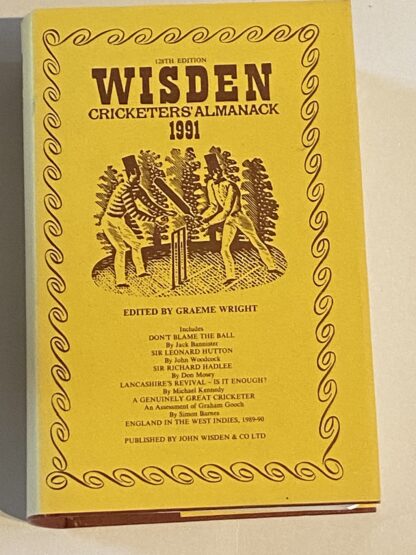 128TH EDITION
WISDEN
CRICKETERS' ALMANACK
1991
EDITED BY GRAEME WRIGHT
Includes
DON'T BLAME THE BALL
By Jack Bannister
SIR LEONARD HUTTON
By John Woodcock
SIR RICHARD HADLEE
By Don Mosey
LANCASHIRE'S REVIVAL – IS IT ENOUGH?
By Michael Kennedy
A GENUINELY GREAT CRICKETER
An Assessment of Graham Gooch
By Simon Barnes
ENGLAND IN THE WEST INDIES, 1989-90
PUBLISHED BY JOHN WISDEN & CO LTD